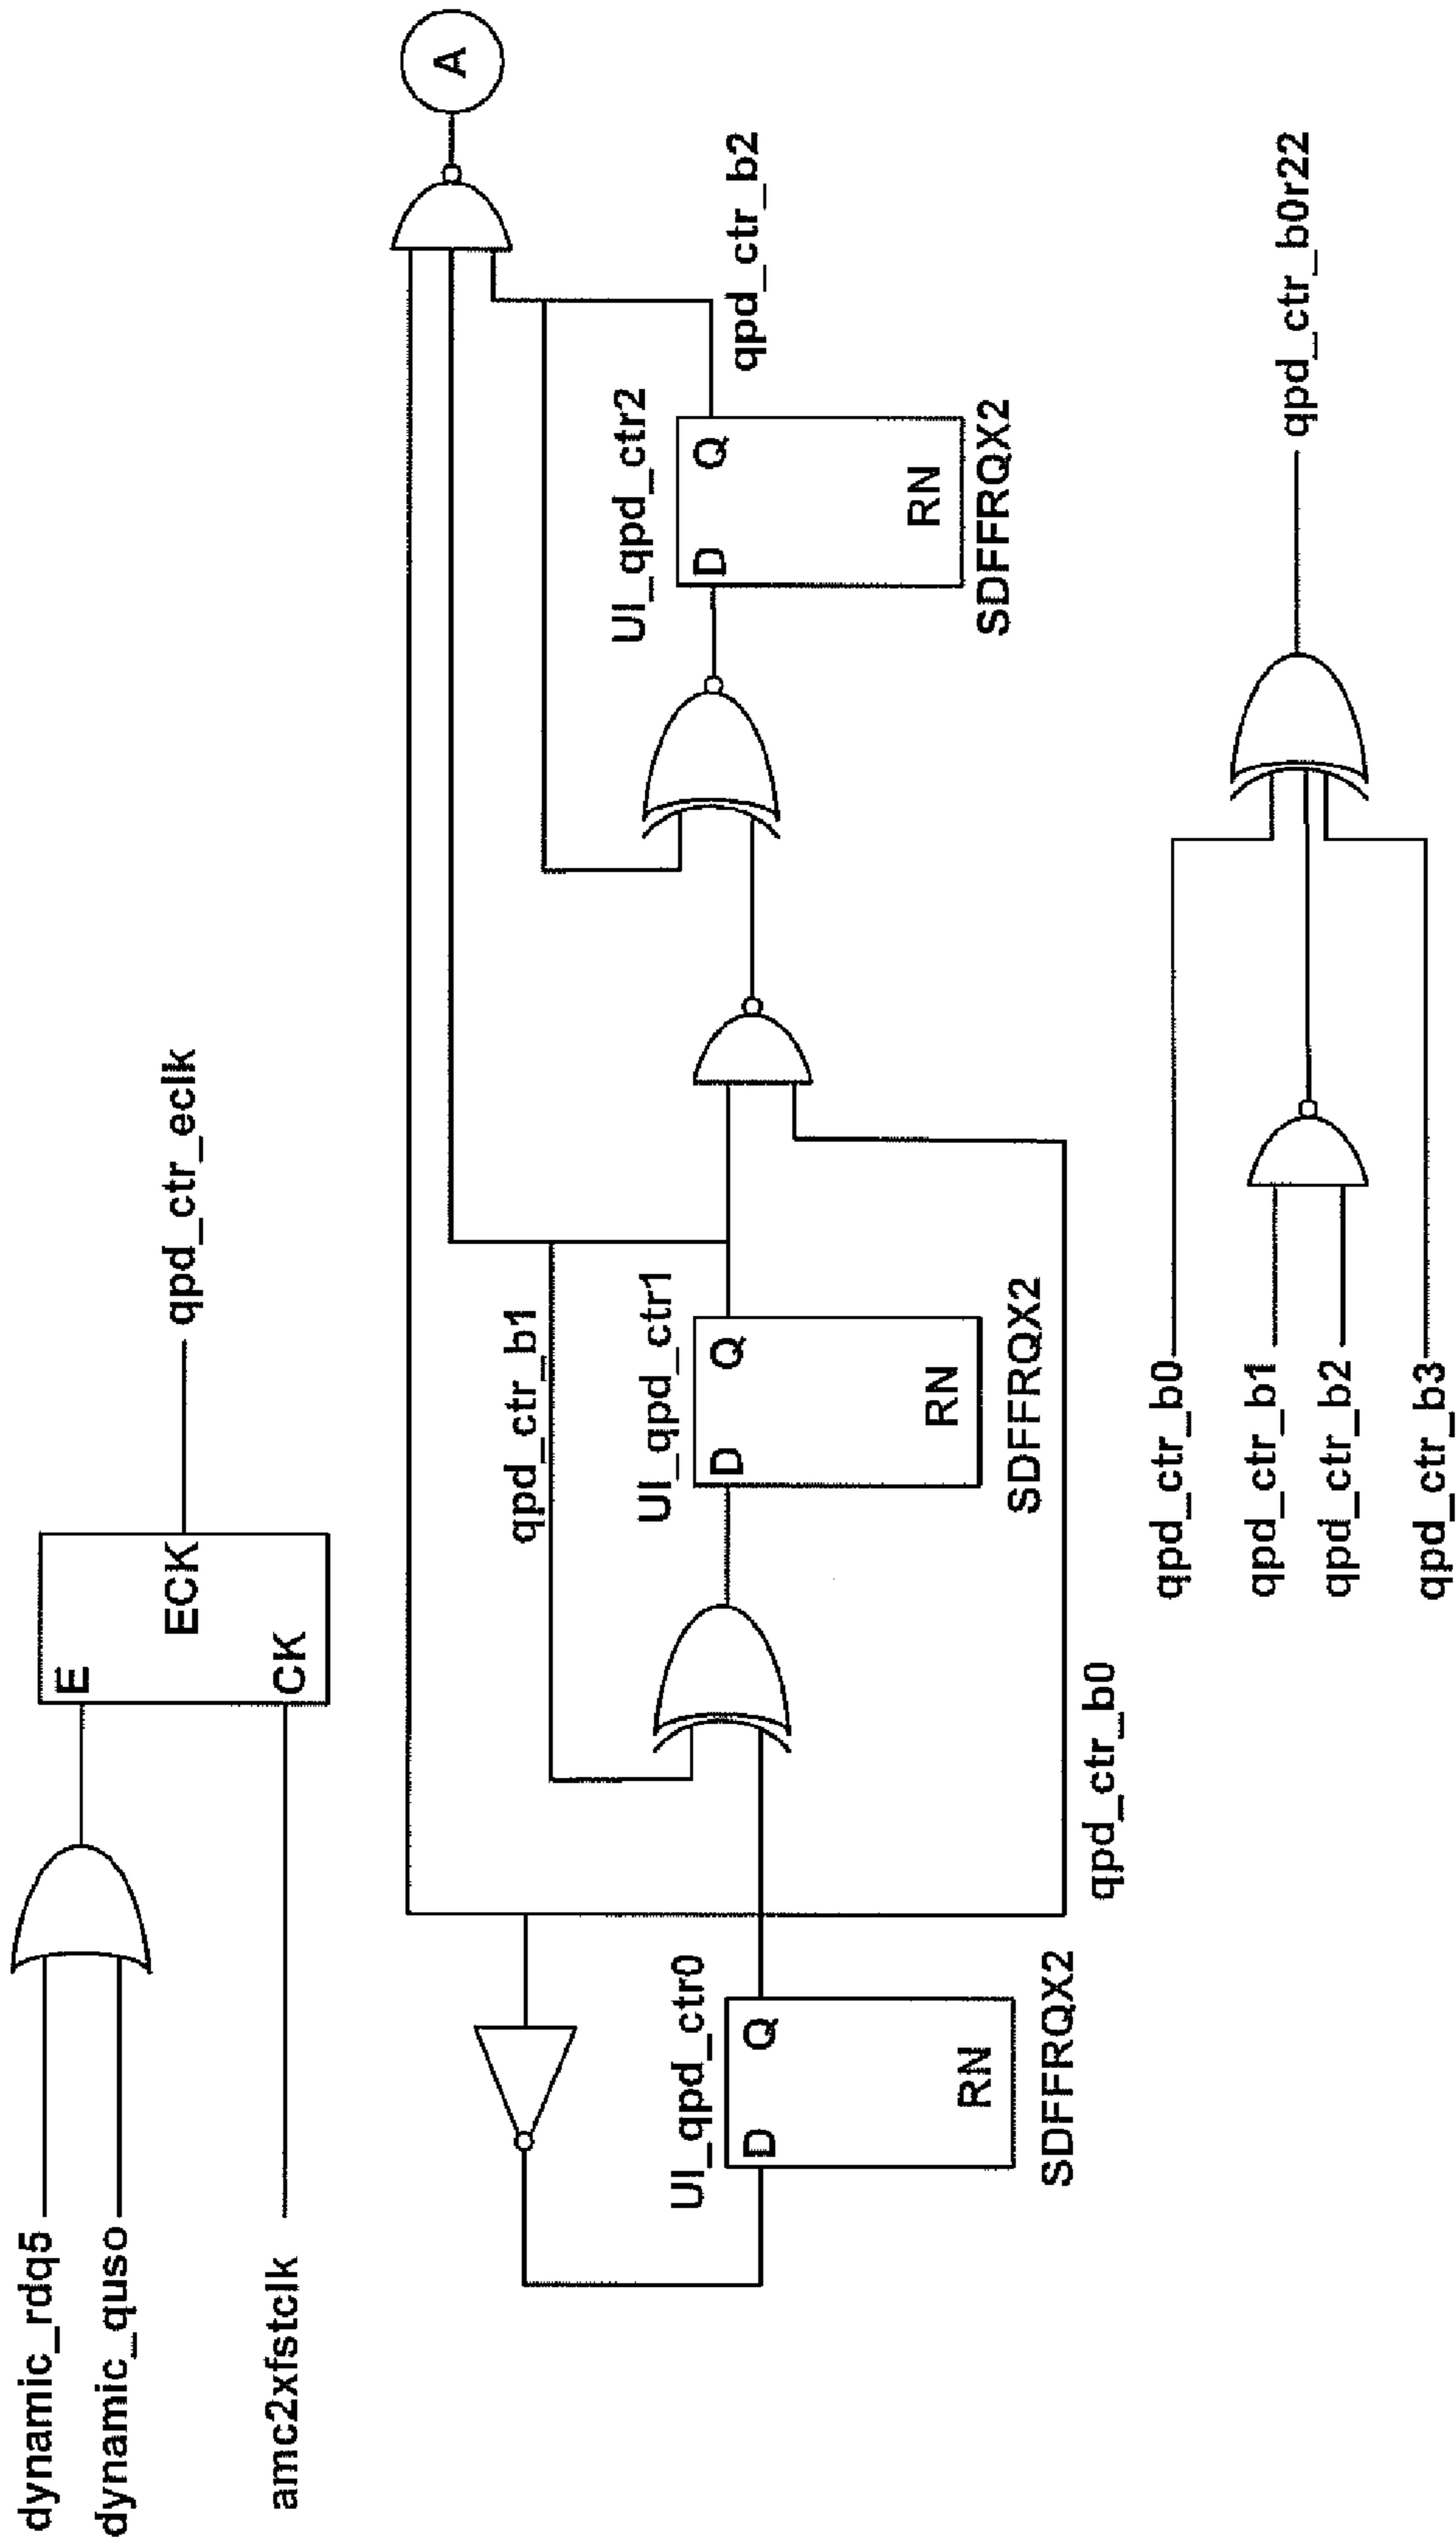 dynamic_rdq5
dynamic_quso
amc2xfstclk
E
ECK
CK
qpd_ctr_eclk
A
qpd_ctr_b1
UI_qpd_ctr0
D Q
RN
SDFFRQX2
qpd_ctr_b0
UI_qpd_ctr1
D Q
RN
SDFFRQX2
UI_qpd_ctr2
D Q
RN
SDFFRQX2
qpd_ctr_b2
qpd_ctr_b0
qpd_ctr_b1
qpd_ctr_b2
qpd_ctr_b3
qpd_ctr_b0r22